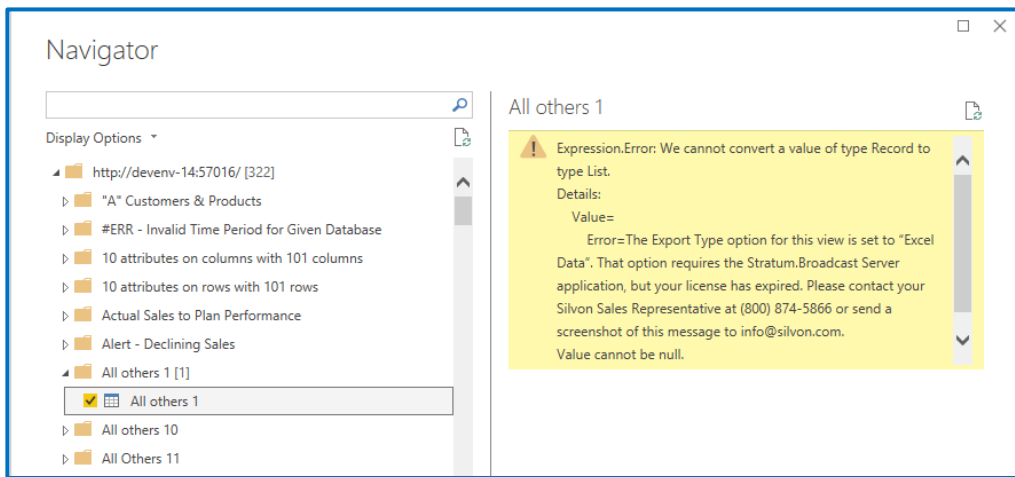 Navigator
Display Options
http://devenv-14:57016/ [322]
"A" Customers & Products
#ERR - Invalid Time Period for Given Database
10 attributes on columns with 101 columns
10 attributes on rows with 101 rows
Actual Sales to Plan Performance
Alert - Declining Sales
All others 1 [1]
All others 1
All others 10
All Others 11
All others 1
Expression.Error: We cannot convert a value of type Record to
type List.
Details:
Value=
Error=The Export Type option for this view is set to “Excel
Data”. That option requires the Stratum.Broadcast Server
application, but your license has expired. Please contact your
Silvon Sales Representative at (800) 874-5866 or send a
screenshot of this message to info@silvon.com.
Value cannot be null.